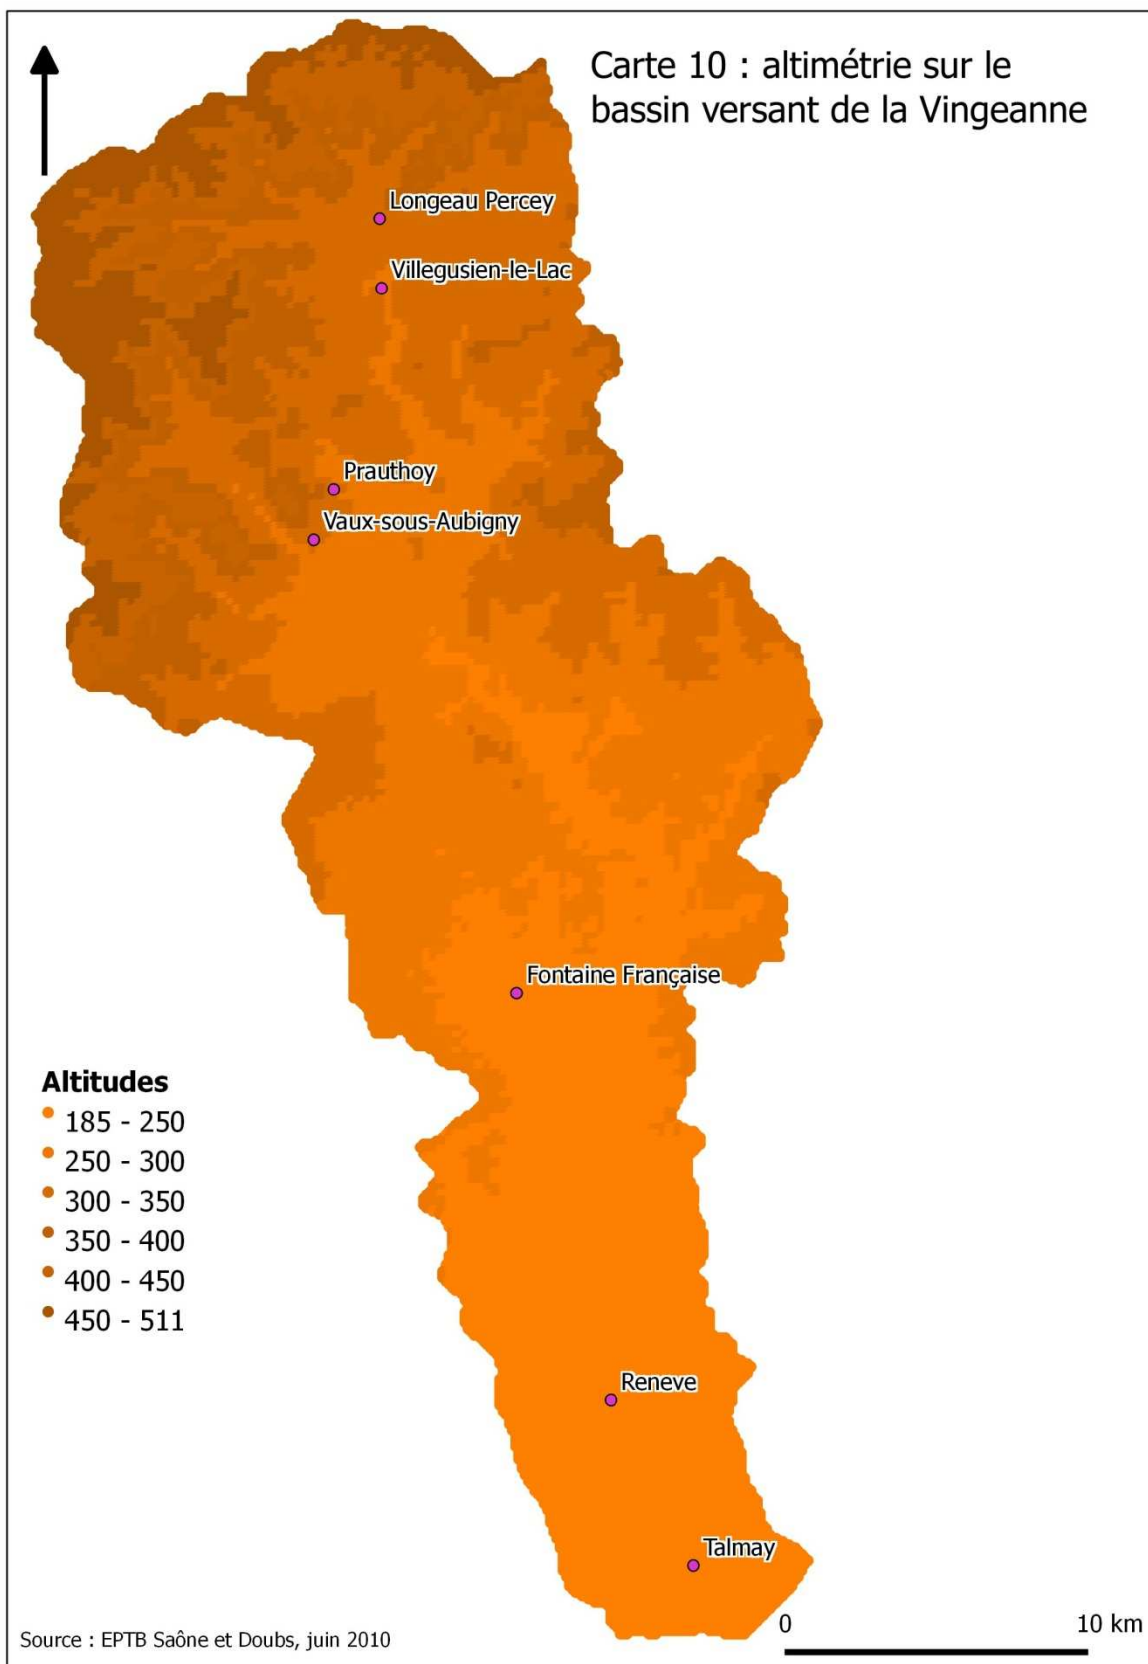 Carte 10 : altimétrie sur le
bassin versant de la Vingeanne
Longeau Percey
Villegusien-le-Lac
Prauthoy
Vaux-sous-Aubigny
Fontaine Française
Altitudes
185 - 250
250 - 300
300 - 350
350 - 400
400 - 450
450 - 511
Reneve
Talmay
0 10 km
Source : EPTB Saône et Doubs, juin 2010